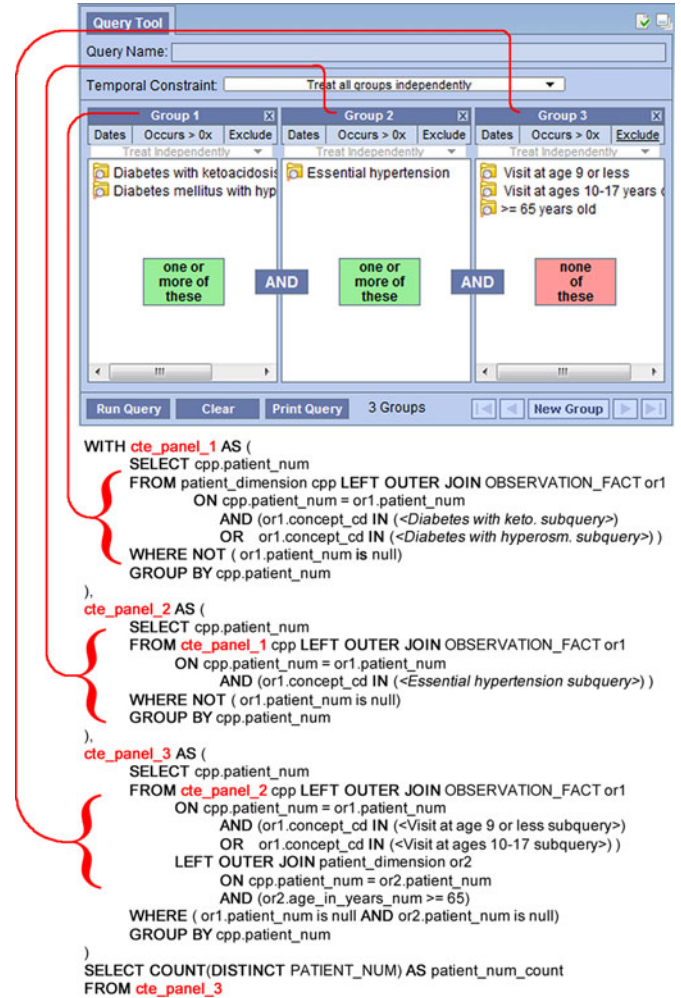 Query Tool
Query Name:
Temporal Constraint: Treat all groups independently
Group 1 Group 2 Group 3
Dates Occurs > 0x Exclude Dates Occurs > 0x Exclude Dates Occurs > 0x Exclude
Treat Independently Treat Independently Treat Independently
Diabetes with ketoacidosis Essential hypertension Visit at age 9 or less
Diabetes mellitus with hyp Visit at ages 10-17 years
>= 65 years old
one or more of these AND one or more of these AND none of these
Run Query Clear Print Query 3 Groups New Group
WITH cte_panel_1 AS (
SELECT cpp.patient_num
FROM patient_dimension cpp LEFT OUTER JOIN OBSERVATION_FACT or1
ON cpp.patient_num = or1.patient_num
AND (or1.concept_cd IN (<Diabetes with keto. subquery>)
OR or1.concept_cd IN (<Diabetes with hyperosm. subquery>) )
WHERE NOT ( or1.patient_num is null)
GROUP BY cpp.patient_num
),
cte_panel_2 AS (
SELECT cpp.patient_num
FROM cte_panel_1 cpp LEFT OUTER JOIN OBSERVATION_FACT or1
ON cpp.patient_num = or1.patient_num
AND (or1.concept_cd IN (<Essential hypertension subquery>) )
WHERE NOT ( or1.patient_num is null)
GROUP BY cpp.patient_num
),
cte_panel_3 AS (
SELECT cpp.patient_num
FROM cte_panel_2 cpp LEFT OUTER JOIN OBSERVATION_FACT or1
ON cpp.patient_num = or1.patient_num
AND (or1.concept_cd IN (<Visit at age 9 or less subquery>)
OR or1.concept_cd IN (<Visit at ages 10-17 subquery>) )
LEFT OUTER JOIN patient_dimension or2
ON cpp.patient_num = or2.patient_num
AND (or2.age_in_years_num >= 65)
WHERE ( or1.patient_num is null AND or2.patient_num is null)
GROUP BY cpp.patient_num
)
SELECT COUNT(DISTINCT PATIENT_NUM) AS patient_num_count
FROM cte_panel_3